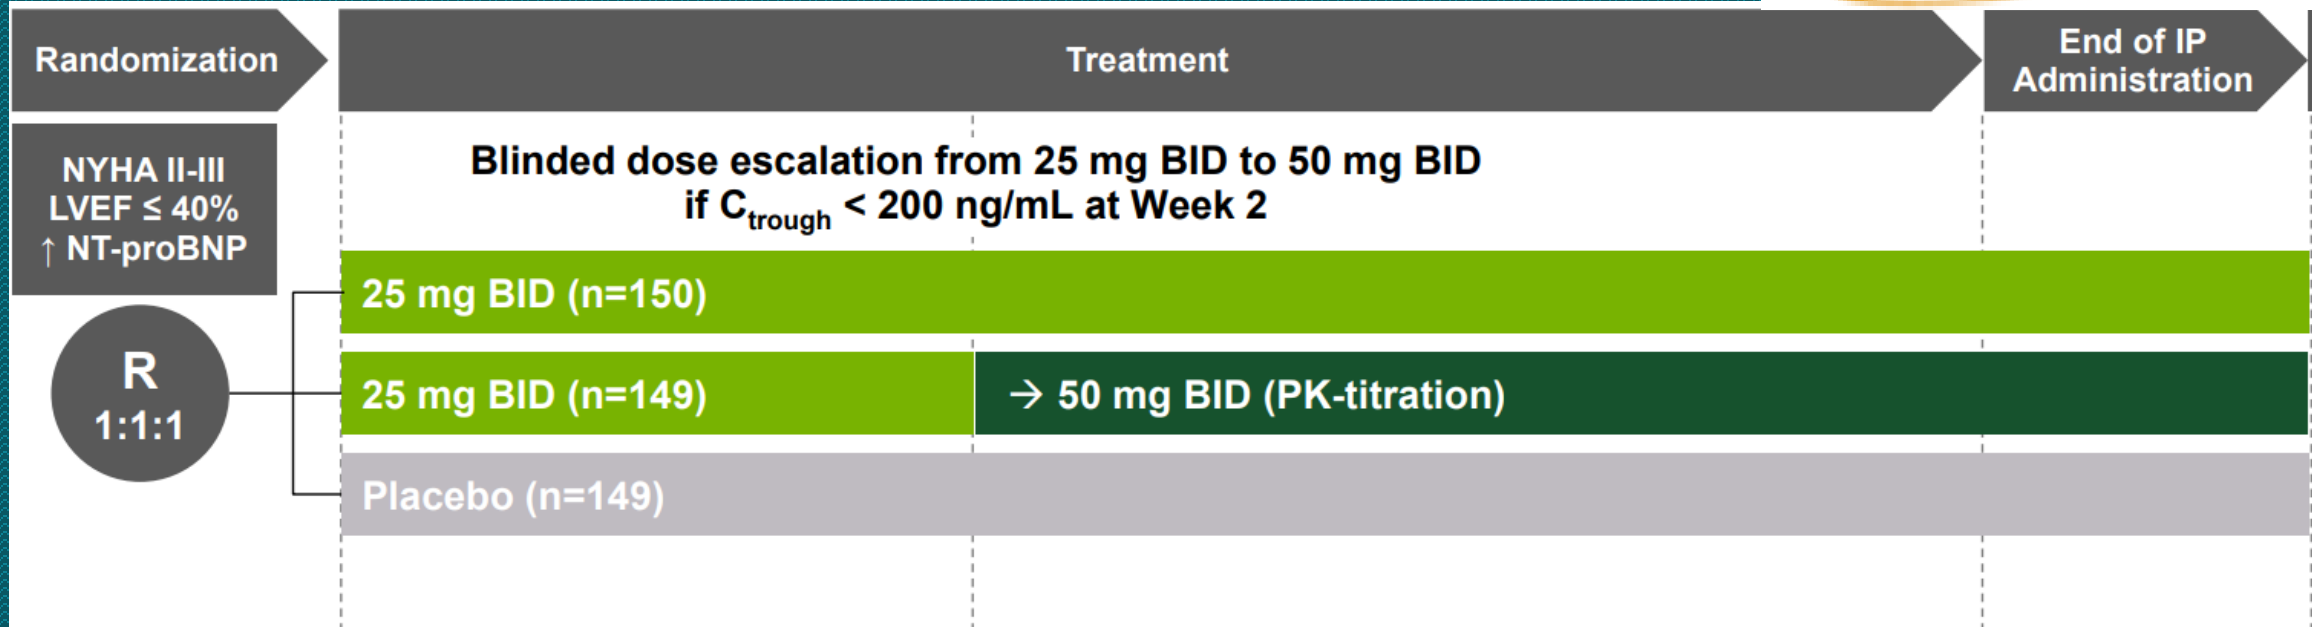 Randomization
Treatment
End of IP
Administration
NYHA II-III
LVEF ≤ 40%
↑ NT-proBNP
Blinded dose escalation from 25 mg BID to 50 mg BID
if Ctrough < 200 ng/mL at Week 2
R
1:1:1
25 mg BID (n=150)
25 mg BID (n=149)
→ 50 mg BID (PK-titration)
Placebo (n=149)